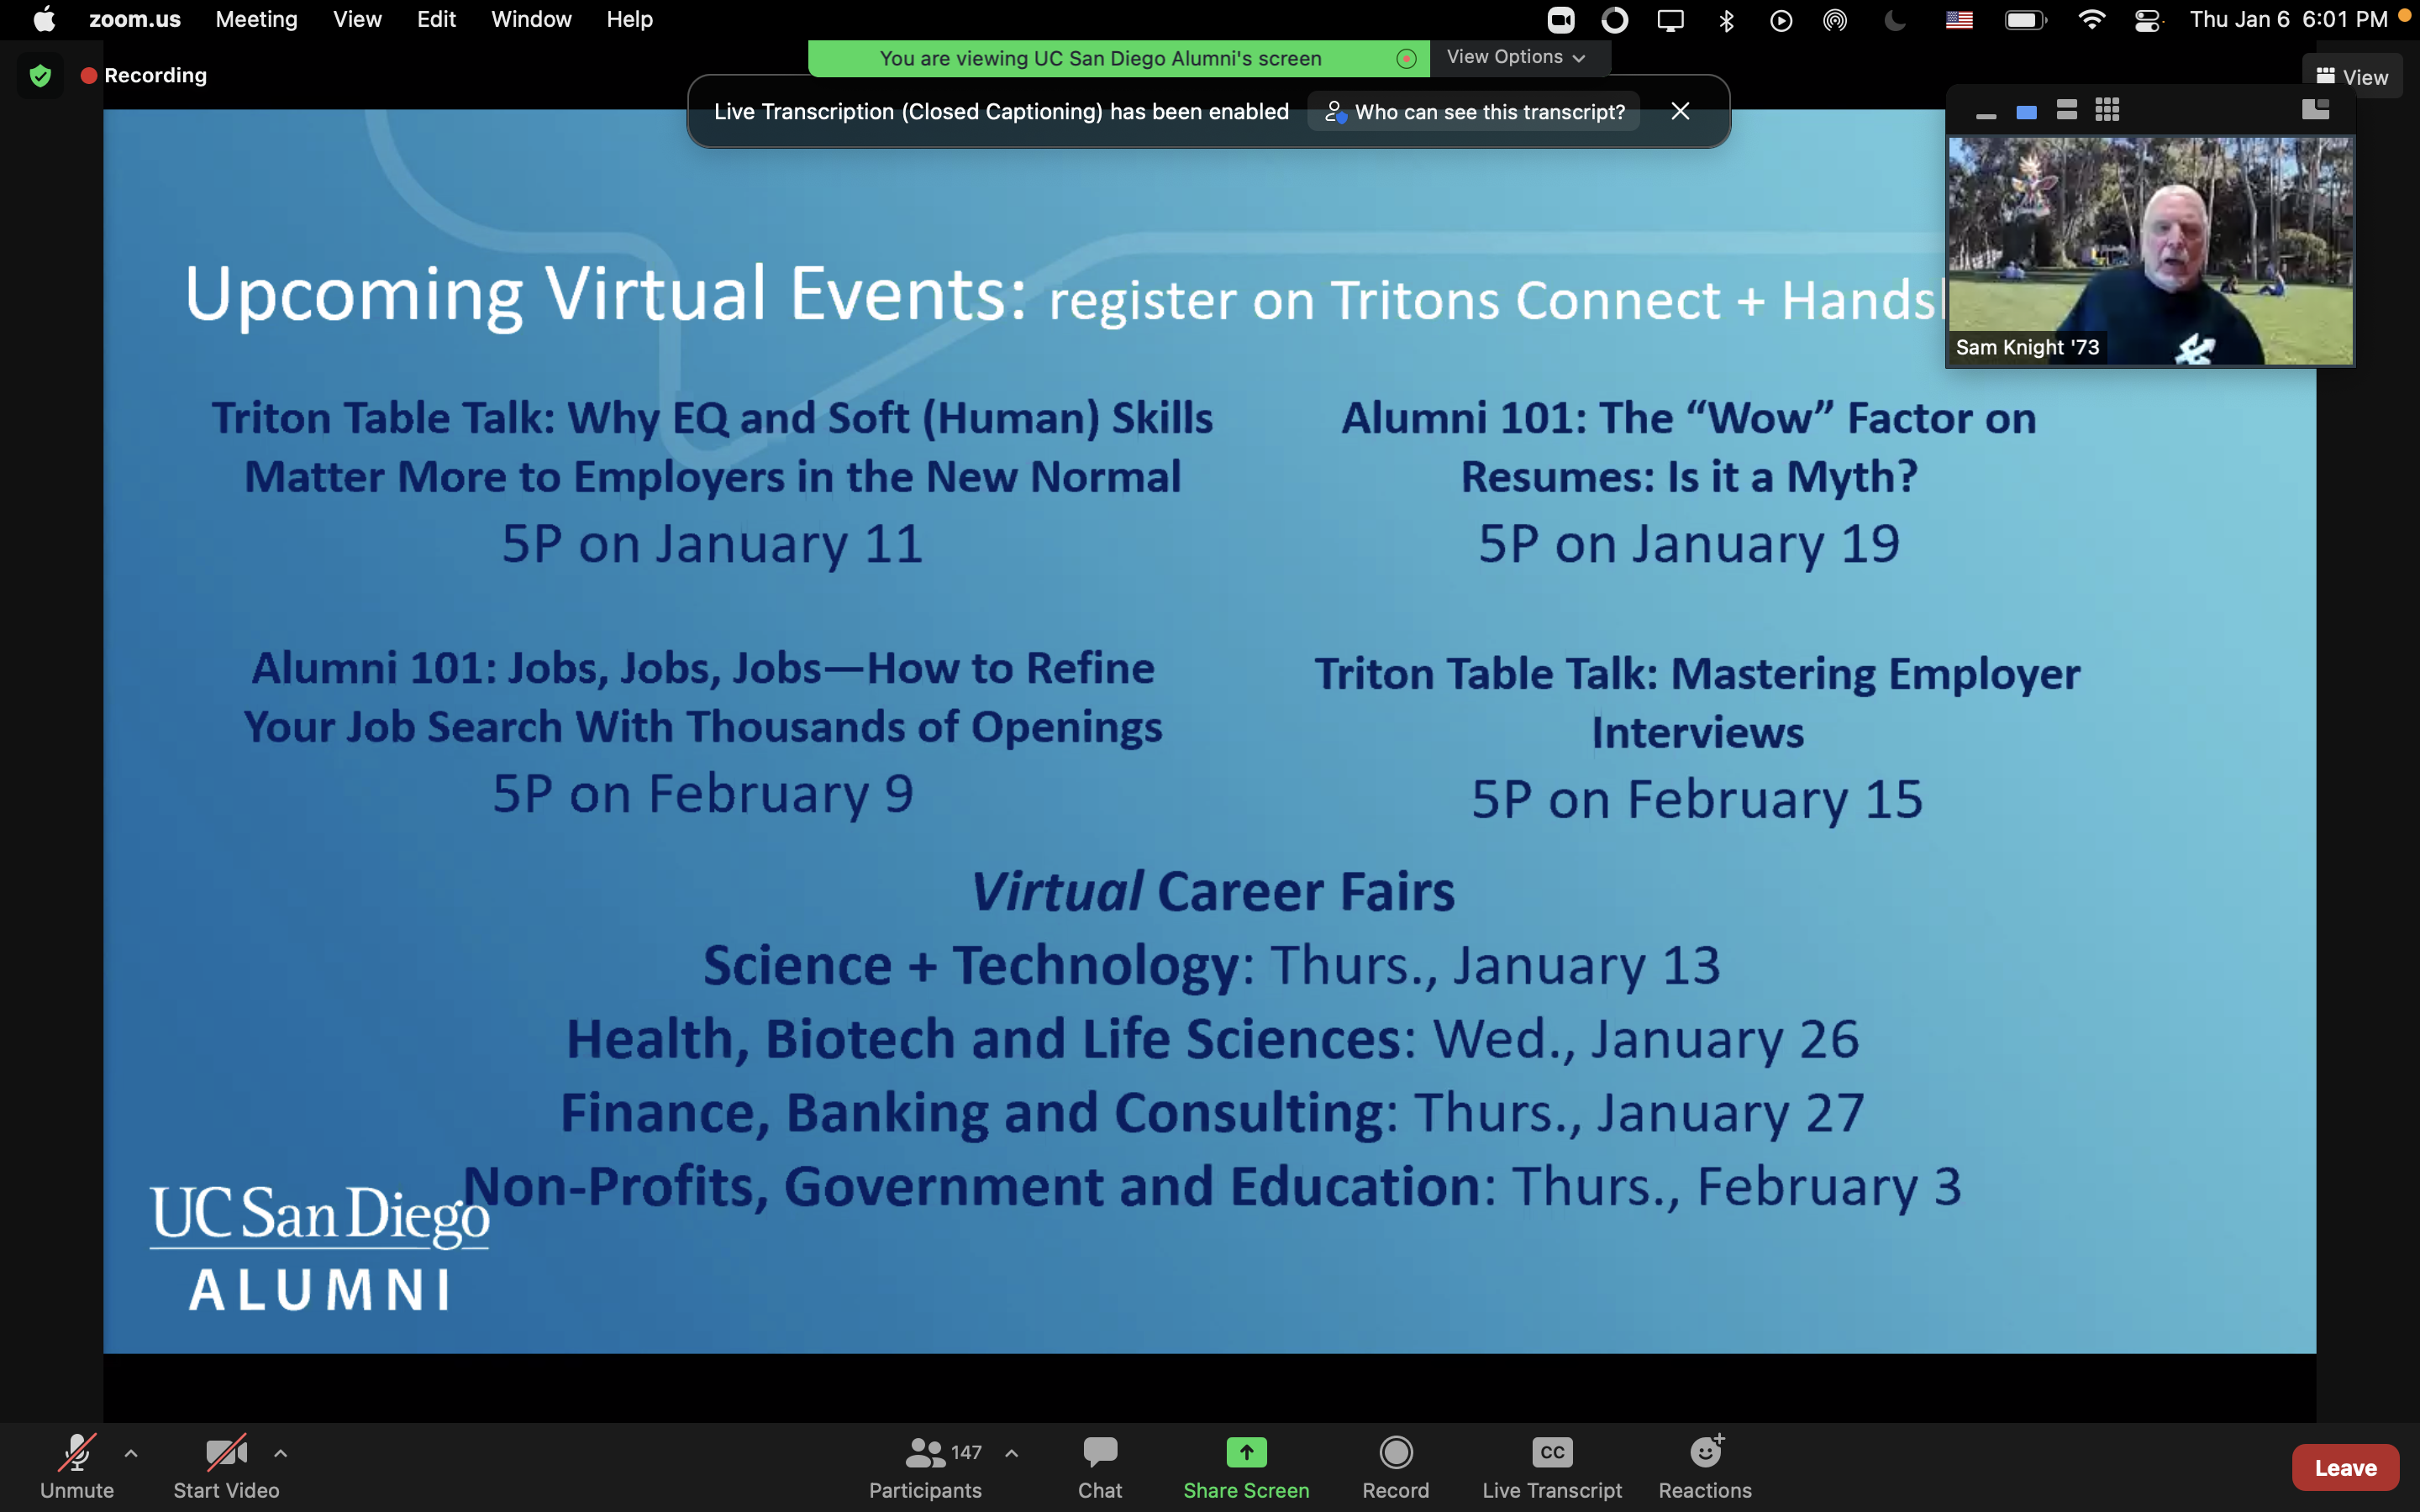 zoom.us Meeting View Edit Window Help Thu Jan 6 6:01 PM
You are viewing UC San Diego Alumni's screen View Options
Recording
View
Live Transcription (Closed Captioning) has been enabled Who can see this transcript?
Sam Knight '73
Upcoming Virtual Events: register on Tritons Connect +
Triton Table Talk: Why EQ and Soft (Human) Skills
Matter More to Employers in the New Normal
5P on January 11
Alumni 101: The “Wow” Factor on
Resumes: Is it a Myth?
5P on January 19
Alumni 101: Jobs, Jobs, Jobs—How to Refine
Your Job Search With Thousands of Openings
5P on February 9
Triton Table Talk: Mastering Employer
Interviews
5P on February 15
Virtual Career Fairs
Science + Technology: Thurs., January 13
Health, Biotech and Life Sciences: Wed., January 26
Finance, Banking and Consulting: Thurs., January 27
Non-Profits, Government and Education: Thurs., February 3
UC San Diego
ALUMNI
147
CC
Unmute Start Video Participants Chat Share Screen Record Live Transcript Reactions Leave